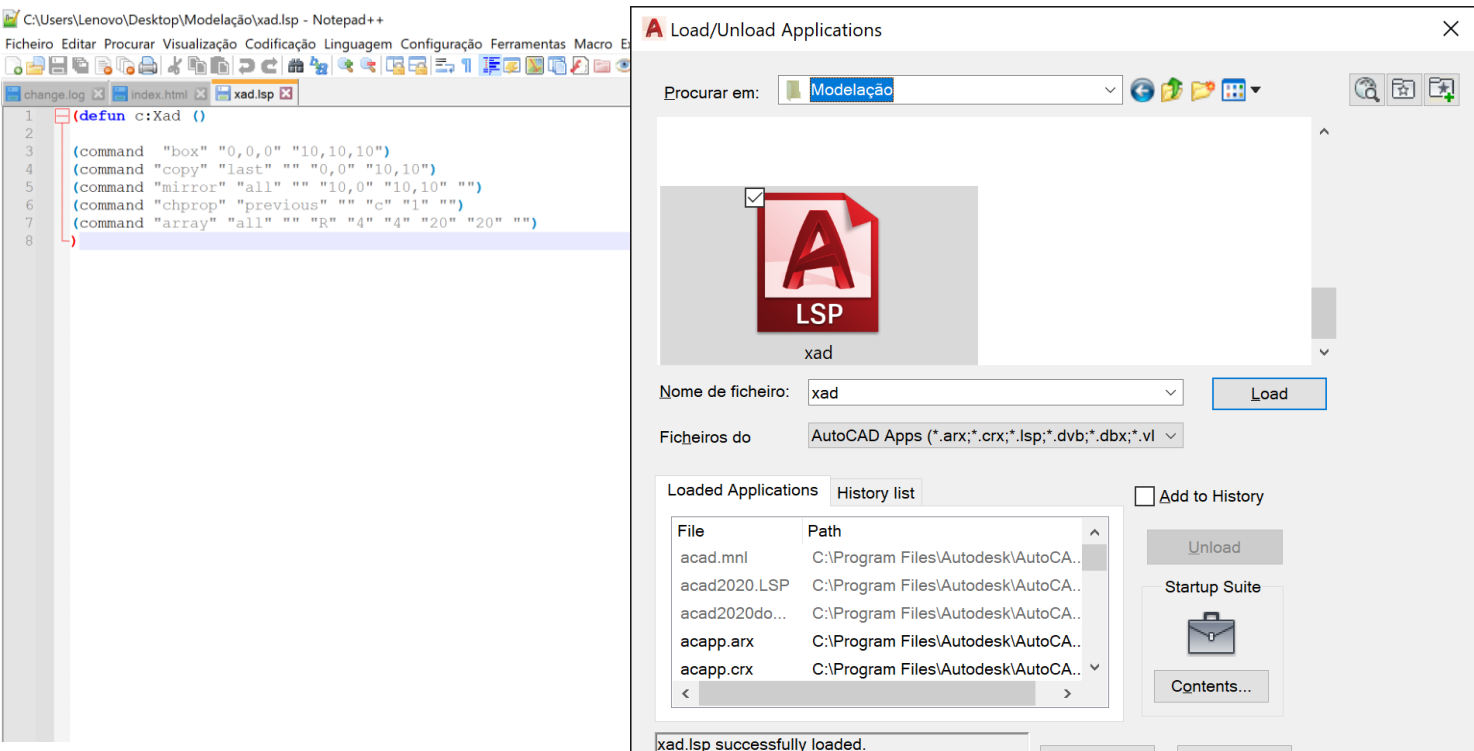 C:\Users\Lenovo\Desktop\Modelação\xad.lsp - Notepad++
Ficheiro Editar Procurar Visualização Codificação Linguagem Configuração Ferramentas Macro
change.log
index.html
xad.lsp
1 (defun c:Xad ()
2
3 (command  "box" "0,0,0" "10,10,10")
4 (command "copy" "last" "" "0,0" "10,10")
5 (command "mirror" "all" "" "10,0" "10,10" "")
6 (command "chprop" "previous" "" "c" "1" "")
7 (command "array" "all" "" "R" "4" "4" "20" "20" "")
8 )
Load/Unload Applications
Procurar em:
Modelação
LSP
xad
Nome de ficheiro:
xad
Load
Ficheiros do
AutoCAD Apps (*.arx;*.crx;*.lsp;*.dvb;*.dbx;*.vl
Loaded Applications
History list
Add to History
File Path
acad.mnl C:\Program Files\Autodesk\AutoCA..
acad2020.LSP C:\Program Files\Autodesk\AutoCA..
acad2020do... C:\Program Files\Autodesk\AutoCA..
acapp.arx C:\Program Files\Autodesk\AutoCA..
acapp.crx C:\Program Files\Autodesk\AutoCA..
Unload
Startup Suite
Contents...
xad.lsp successfully loaded.